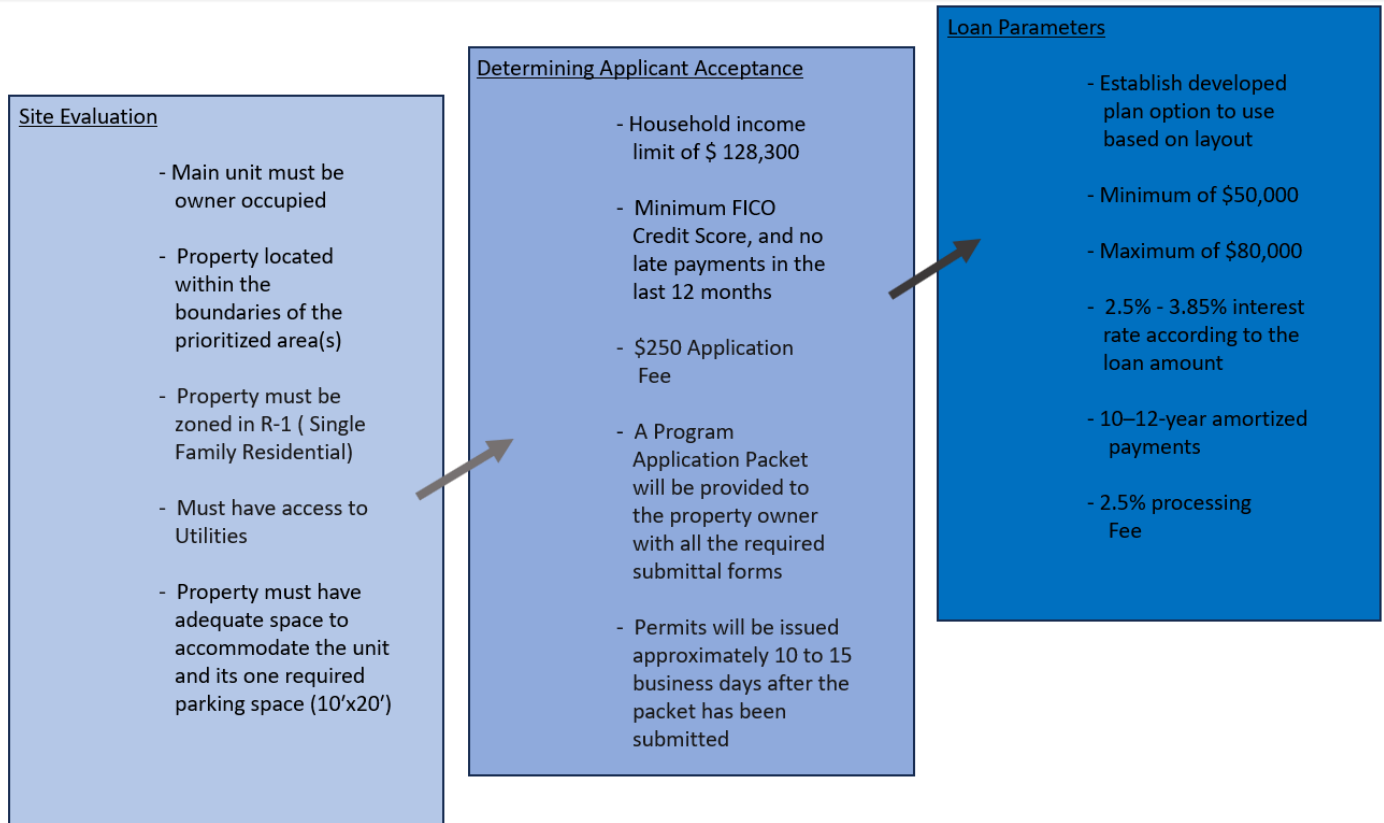 Site Evaluation
- Main unit must be
owner occupied
- Property located
within the
boundaries of the
prioritized area(s)
- Property must be
zoned in R-1 ( Single
Family Residential)
- Must have access to
Utilities
- Property must have
adequate space to
accommodate the unit
and its one required
parking space (10’x20’)
Determining Applicant Acceptance
- Household income
limit of $ 128,300
- Minimum FICO
Credit Score, and no
late payments in the
last 12 months
- $250 Application
Fee
- A Program
Application Packet
will be provided to
the property owner
with all the required
submittal forms
- Permits will be issued
approximately 10 to 15
business days after the
packet has been
submitted
Loan Parameters
- Establish developed
plan option to use
based on layout
- Minimum of $50,000
- Maximum of $80,000
- 2.5% - 3.85% interest
rate according to the
loan amount
- 10–12-year amortized
payments
- 2.5% processing
Fee